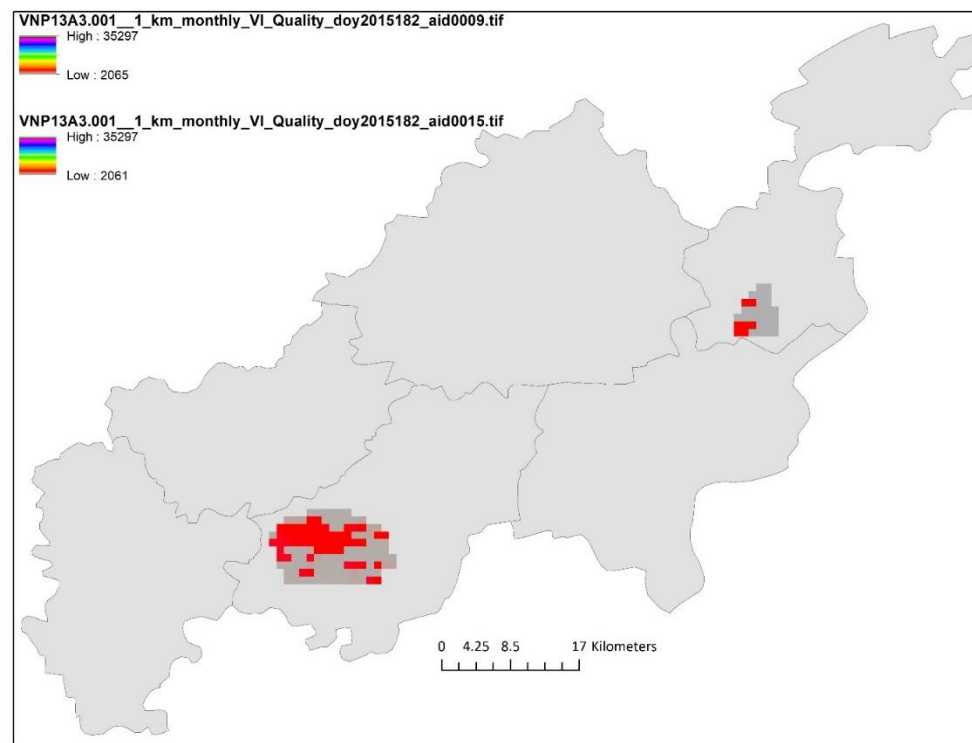 VNP13A3.001__1_km_monthly_VI_Quality_doy2015182_aid0009.tif
High : 35297
Low : 2065
VNP13A3.001__1_km_monthly_VI_Quality_doy2015182_aid0015.tif
High : 35297
Low : 2061
0 4.25 8.5 17 Kilometers